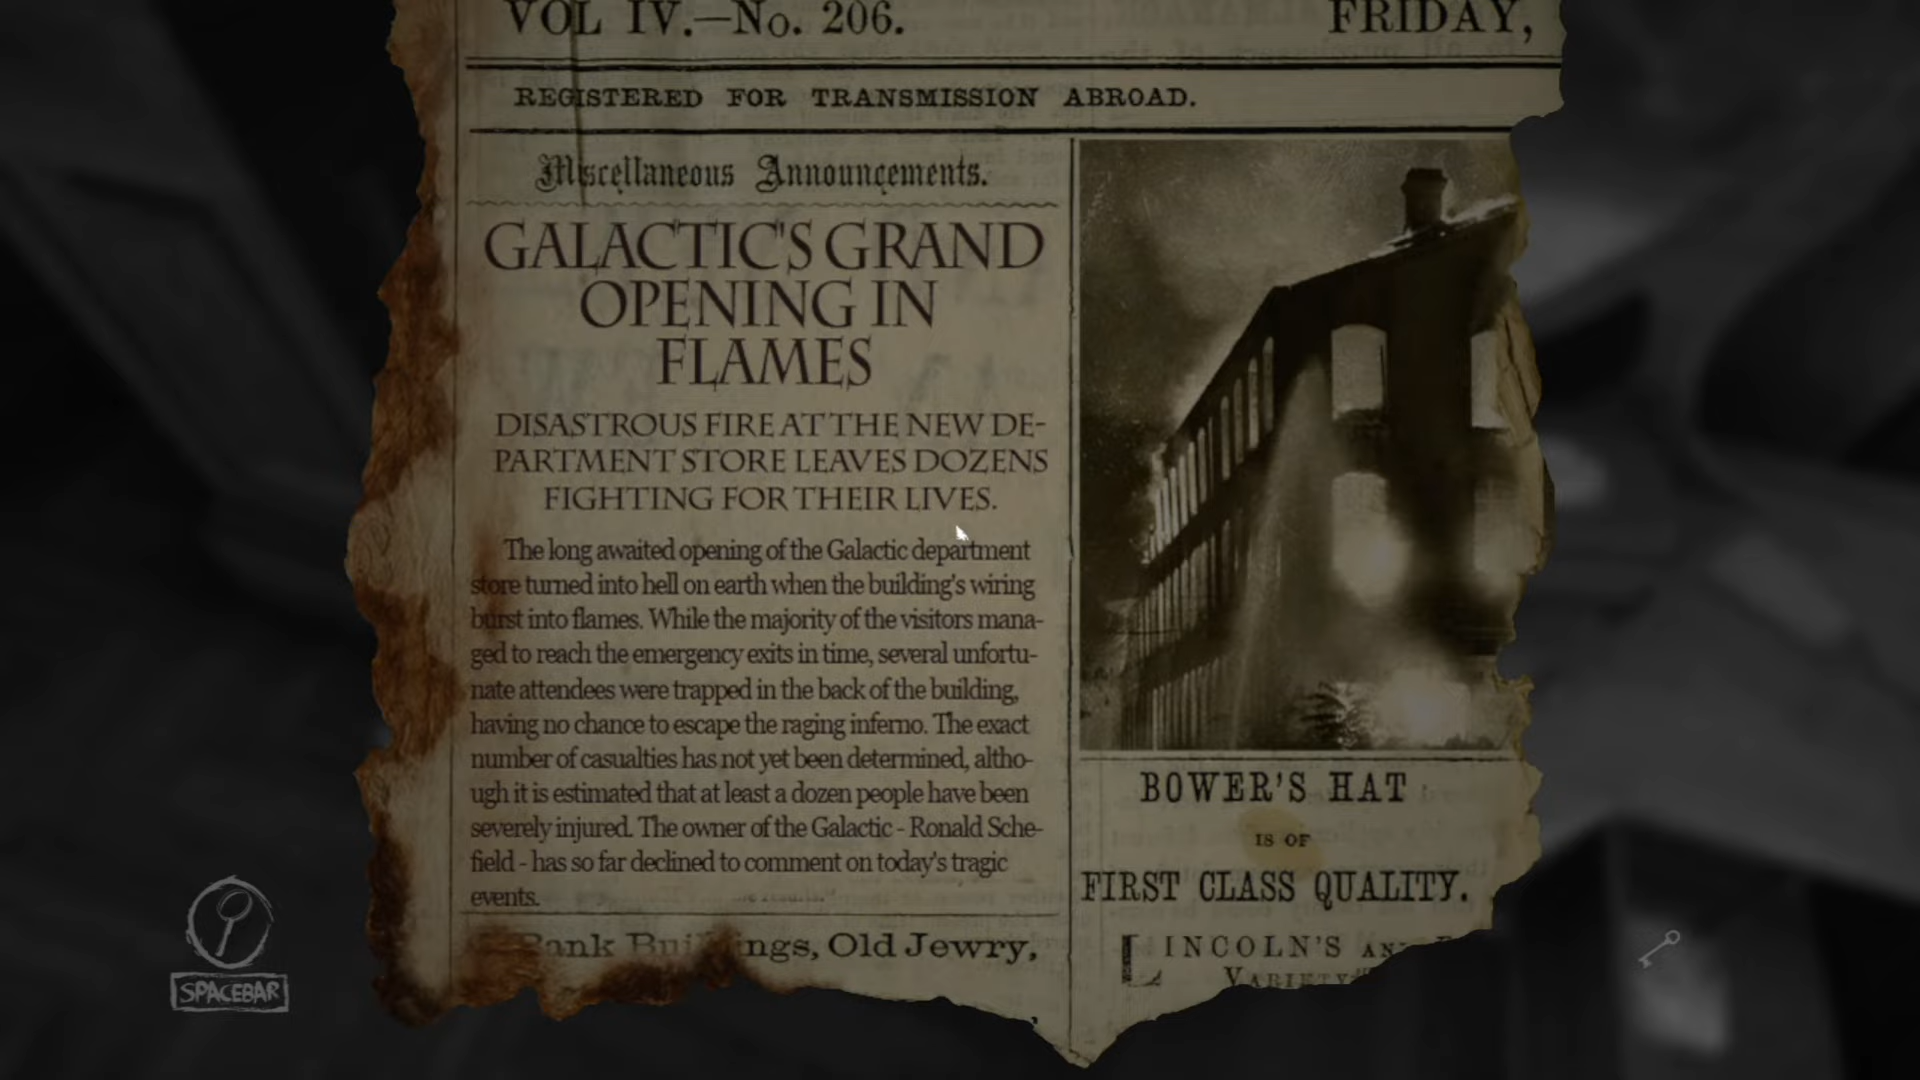 VOL IV.—No. 206.
FRIDAY,
REGISTERED FOR TRANSMISSION ABROAD.
Miscellaneous Announcements.
GALACTIC'S GRAND
OPENING IN
FLAMES
DISASTROUS FIRE AT THE NEW DE-
PARTMENT STORE LEAVES DOZENS
FIGHTING FOR THEIR LIVES.
The long awaited opening of the Galactic department
store turned into hell on earth when the building's wiring
burst into flames. While the majority of the visitors mana-
ged to reach the emergency exits in time, several unfortu-
nate attendees were trapped in the back of the building,
having no chance to escape the raging inferno. The exact
number of casualties has not yet been determined, altho-
ugh it is estimated that at least a dozen people have been
severely injured. The owner of the Galactic - Ronald Sche-
field - has so far declined to comment on today's tragic
events.
Old Jewry,
BOWER'S HAT
IS OF
FIRST CLASS QUALITY.
LINCOLN'S
SPACEBAR